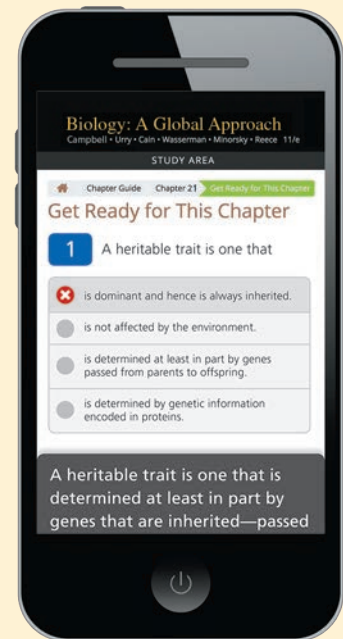 Biology: A Global Approach
Campbell • Urry • Cain • Wasserman • Minorsky • Reece 11/e
STUDY AREA
Chapter Guide Chapter 21 Get Ready for This Chapter
Get Ready for This Chapter
1 A heritable trait is one that
is dominant and hence is always inherited.
is not affected by the environment.
is determined at least in part by genes
passed from parents to offspring.
is determined by genetic information
encoded in proteins.
A heritable trait is one that is
determined at least in part by
genes that are inherited—passed